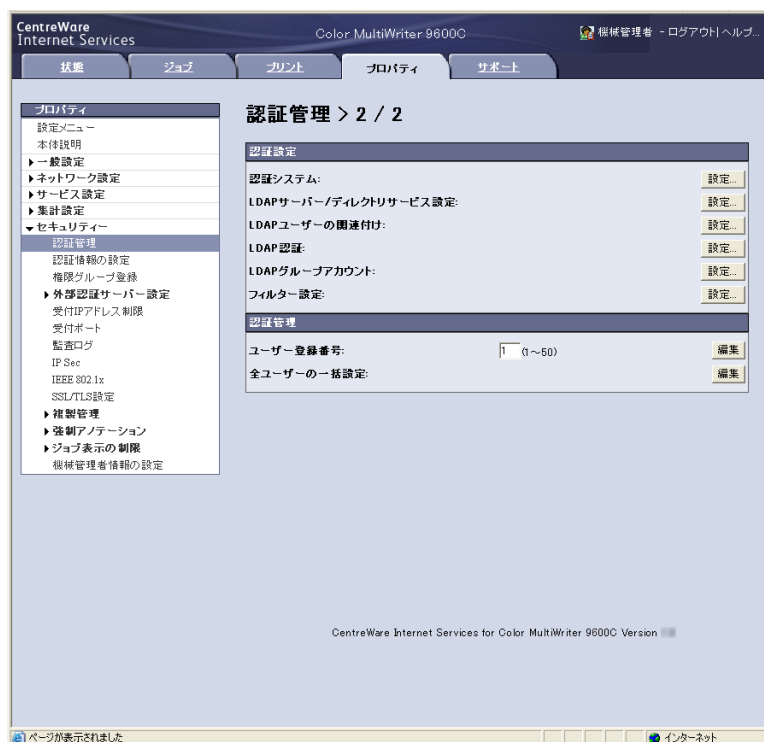 CentreWare
Internet Services
Color MultiWriter 9600C
機械管理者 - ログアウト|ヘルプ...
状態
ジョブ
プリント
プロパティ
サポート
プロパティ
設定メニュー
本体説明
一般設定
ネットワーク設定
サービス設定
集計設定
セキュリティー
認証管理
認証情報の設定
権限グループ登録
外部認証サーバー設定
受付IPアドレス制限
受付ポート
監査ログ
IP Sec
IEEE 802.1x
SSL/TLS設定
複製管理
強制アノテーション
ジョブ表示の制限
機械管理者情報の設定
認証管理 > 2 / 2
認証設定
認証システム: 設定...
LDAPサーバー/ディレクトリサービス設定: 設定...
LDAPユーザーの関連付け: 設定...
LDAP認証: 設定...
LDAPグループアカウント: 設定...
フィルター設定: 設定...
認証管理
ユーザー登録番号: 1 (1～50) 編集
全ユーザーの一括設定: 編集
CentreWare Internet Services for Color MultiWriter 9600C Version
ページが表示されました
インターネット